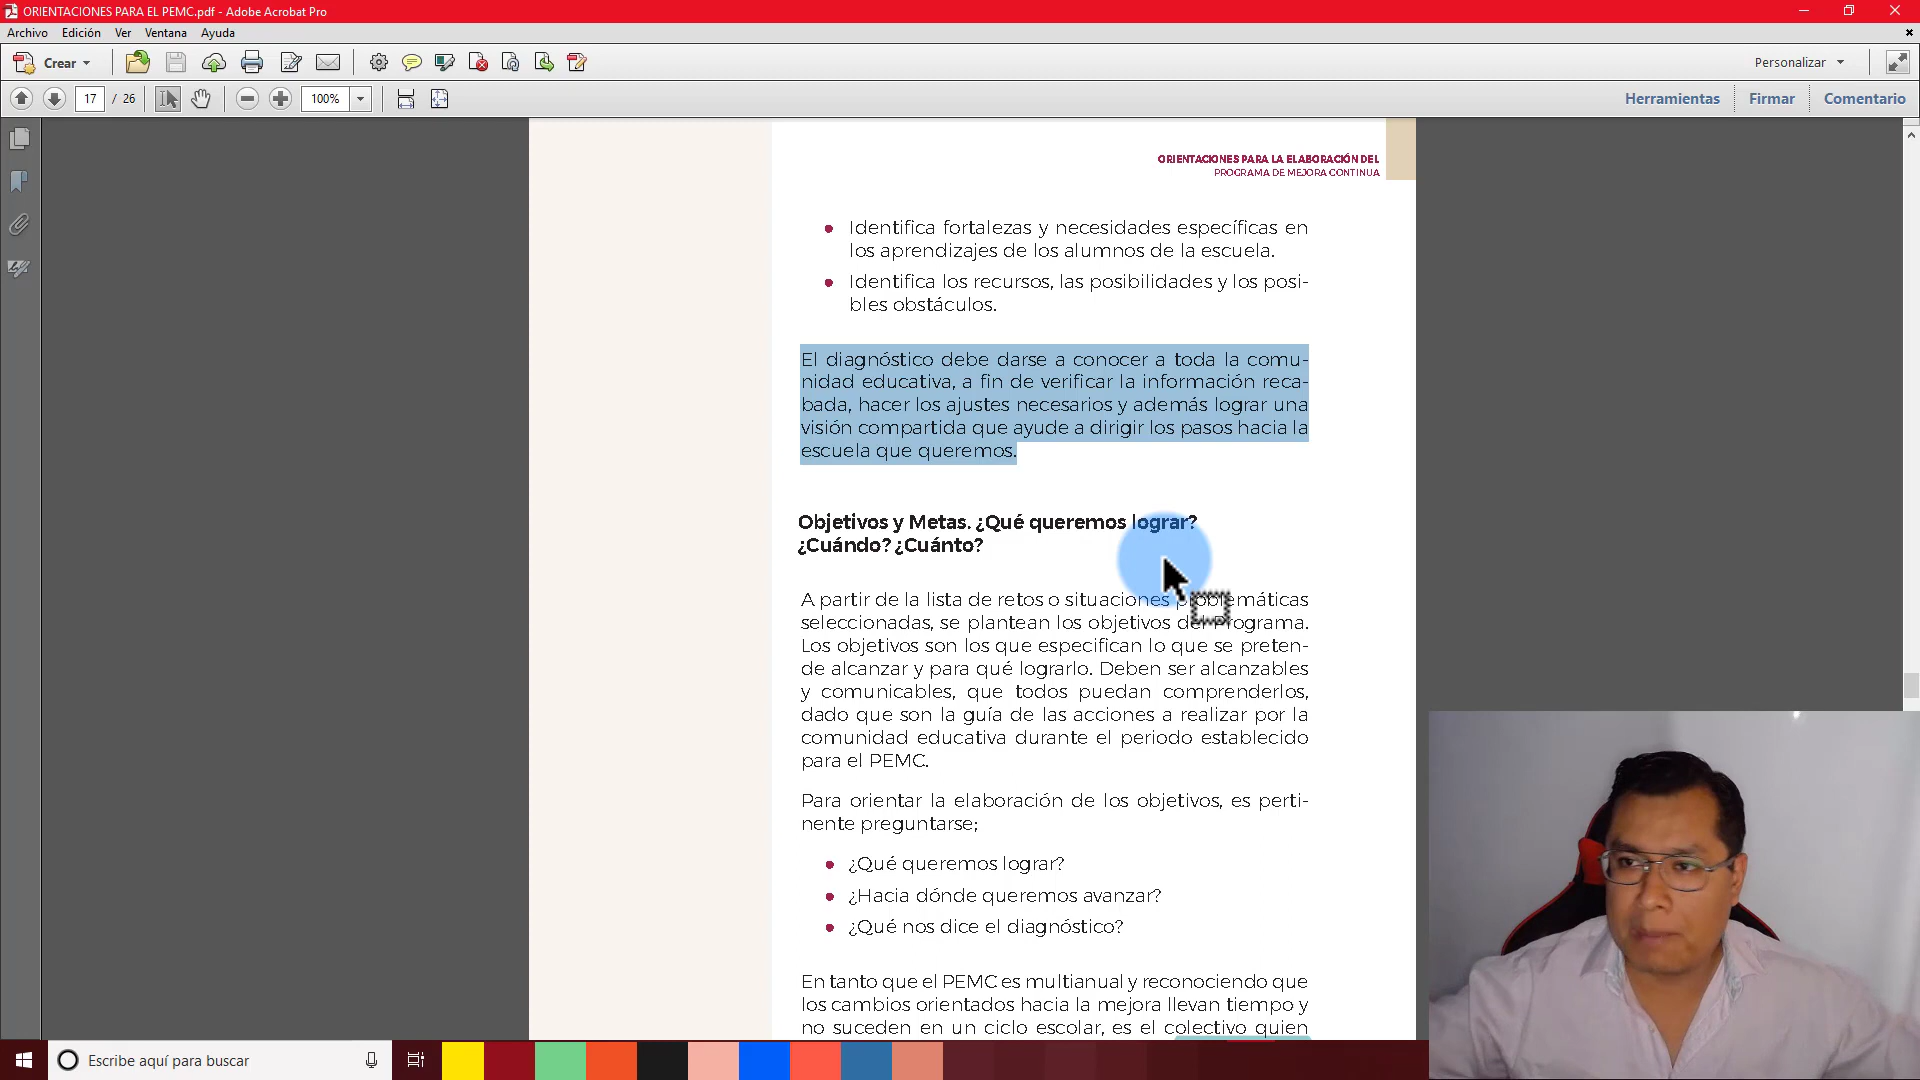 ORIENTACIONES PARA EL PEMC.pdf - Adobe Acrobat Pro
Archivo Edición Ver Ventana Ayuda
Crear
Personalizar
17 / 26
100%
Herramientas
Firmar
Comentario
ORIENTACIONES PARA LA ELABORACIÓN DEL
PROGRAMA DE MEJORA CONTINUA
Identifica fortalezas y necesidades específicas en
los aprendizajes de los alumnos de la escuela.
Identifica los recursos, las posibilidades y los posi-
bles obstáculos.
El diagnóstico debe darse a conocer a toda la comu-
nidad educativa, a fin de verificar la información reca-
bada, hacer los ajustes necesarios y además lograr una
visión compartida que ayude a dirigir los pasos hacia la
escuela que queremos.
Objetivos y Metas. ¿Qué queremos lograr?
¿Cuándo? ¿Cuánto?
A partir de la lista de retos o situaciones problemáticas
seleccionadas, se plantean los objetivos del Programa.
Los objetivos son los que especifican lo que se preten-
de alcanzar y para qué lograrlo. Deben ser alcanzables
y comunicables, que todos puedan comprenderlos,
dado que son la guía de las acciones a realizar por la
comunidad educativa durante el periodo establecido
para el PEMC.
Para orientar la elaboración de los objetivos, es perti-
nente preguntarse;
¿Qué queremos lograr?
¿Hacia dónde queremos avanzar?
¿Qué nos dice el diagnóstico?
En tanto que el PEMC es multianual y reconociendo que
los cambios orientados hacia la mejora llevan tiempo y
no suceden en un ciclo escolar, es el colectivo quien
Escribe aquí para buscar